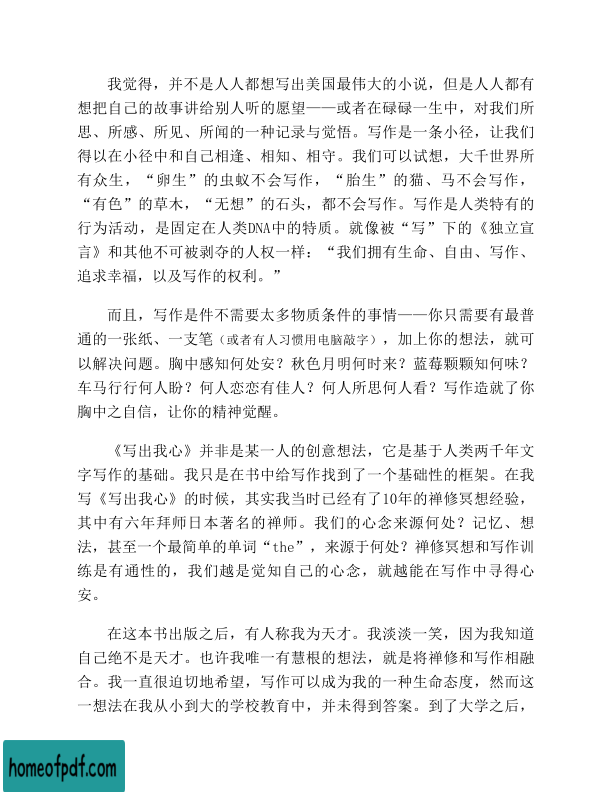 我觉得，并不是人人都想写出美国最伟大的小说，但是人人都有
想把自己的故事讲给别人听的愿望——或者在碌碌一生中，对我们所
思、所感、所见、所闻的一种记录与觉悟。写作是一条小径，让我们
得以在小径中和自己相逢、相知、相守。我们可以试想，大千世界所
有众生，“卵生”的虫蚁不会写作，“胎生”的猫、马不会写作，
“有色”的草木，“无想”的石头，都不会写作。写作是人类特有的
行为活动，是固定在人类DNA中的特质。就像被“写”下的《独立宣
言》和其他不可被剥夺的人权一样：“我们拥有生命、自由、写作、
追求幸福，以及写作的权利。”
而且，写作是件不需要太多物质条件的事情——你只需要有最普
通的一张纸、一支笔（或者有人习惯用电脑敲字），加上你的想法，就可
以解决问题。胸中感知何处安？秋色月明何时来？蓝莓颗颗知何味？
车马行行何人盼？何人恋恋有佳人？何人所思何人看？写作造就了你
胸中之自信，让你的精神觉醒。
《写出我心》并非是某一人的创意想法，它是基于人类两千年文
字写作的基础。我只是在书中给写作找到了一个基础性的框架。在我
写《写出我心》的时候，其实我当时已经有了10年的禅修冥想经验，
其中有六年拜师日本著名的禅师。我们的心念来源何处？记忆、想
法，甚至一个最简单的单词“the”，来源于何处？禅修冥想和写作训
练是有通性的，我们越是觉知自己的心念，就越能在写作中寻得心
安。
在这本书出版之后，有人称我为天才。我淡淡一笑，因为我知道
自己绝不是天才。也许我唯一有慧根的想法，就是将禅修和写作相融
合。我一直很迫切地希望，写作可以成为我的一种生命态度，然而这
一想法在我从小到大的学校教育中，并未得到答案。到了大学之后，
homeofpdf.com